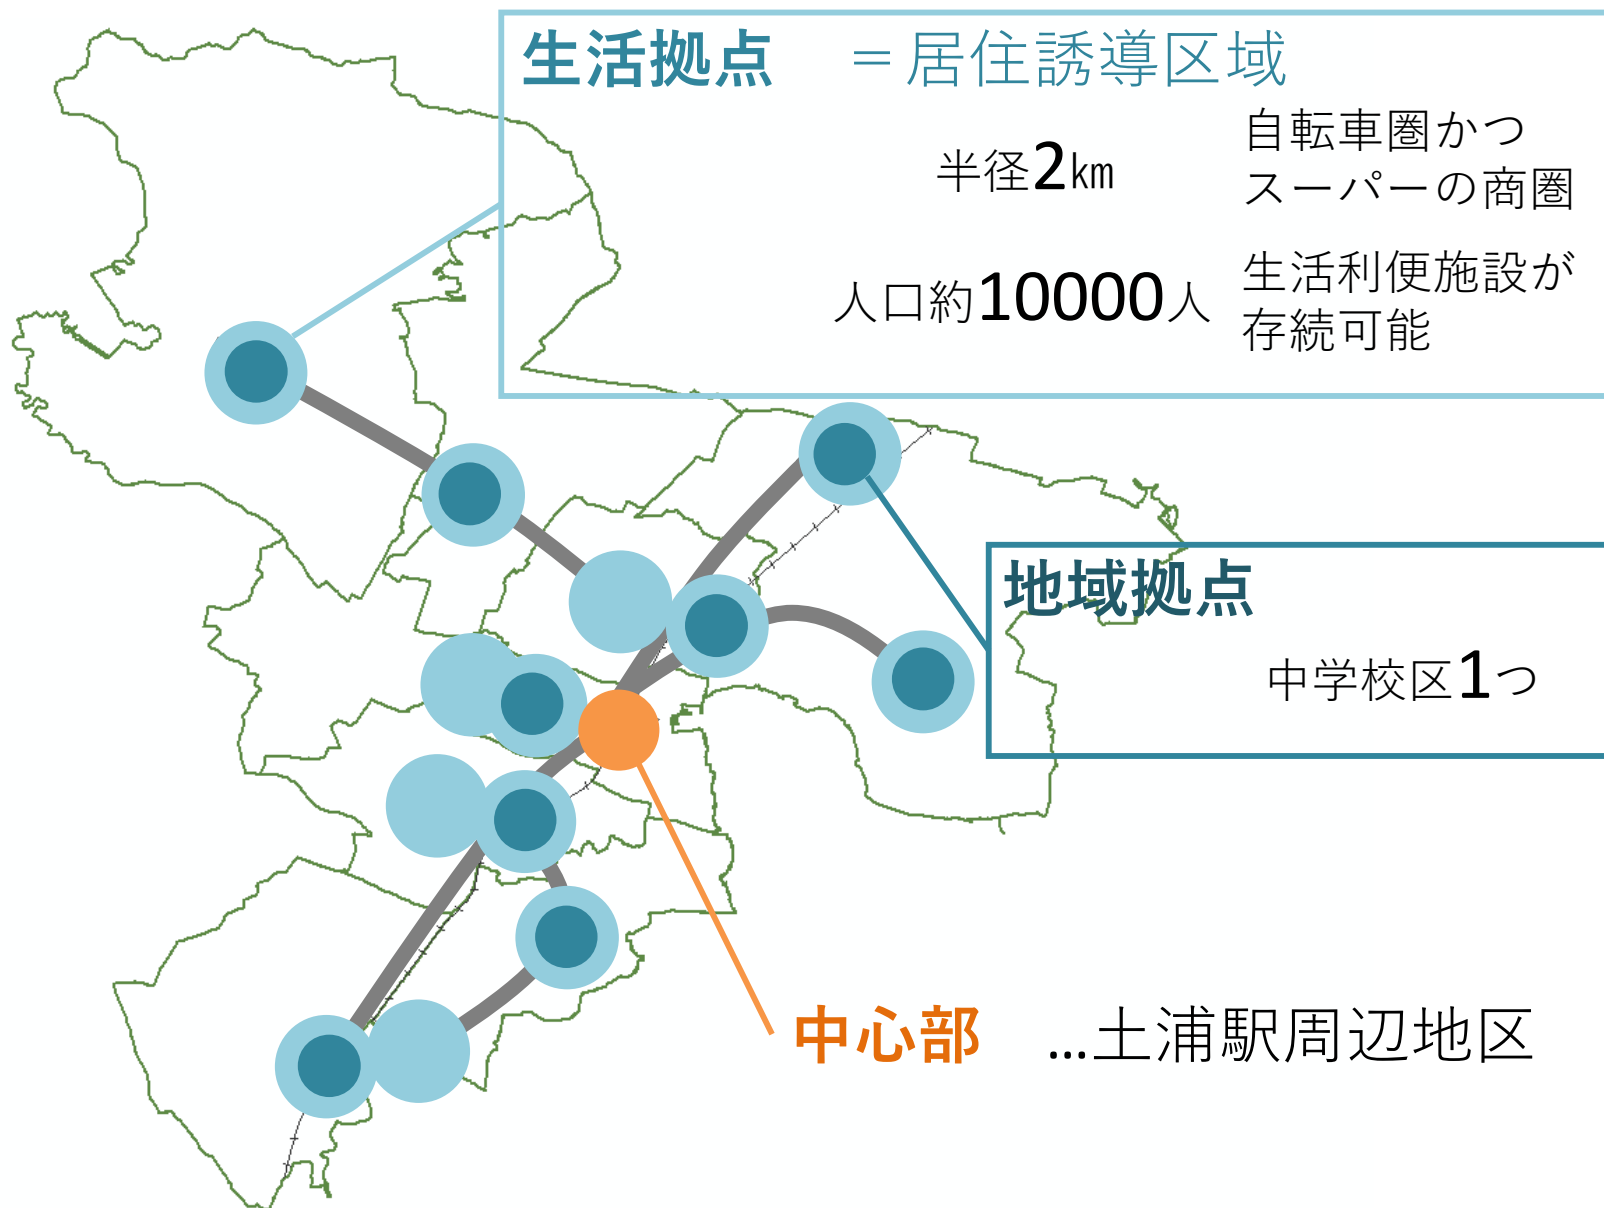 生活拠点 ＝居住誘導区域
半径2㎞
自転車圏かつ
スーパーの商圏
人口約10000人
生活利便施設が
存続可能
地域拠点
中学校区1つ
中心部 …土浦駅周辺地区